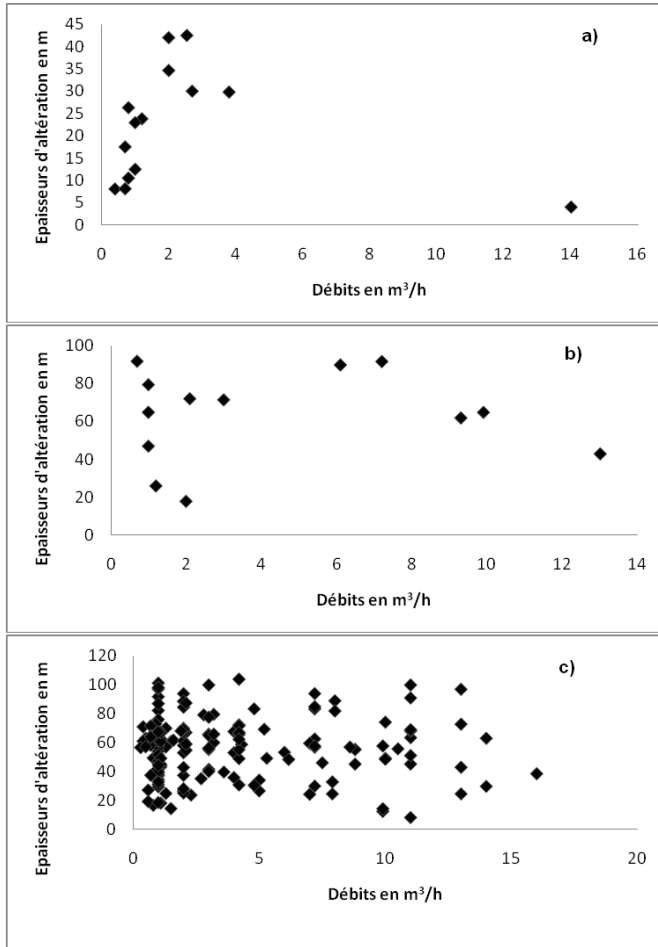 a)
Epaisseurs d'altération en m
45
40
35
30
25
20
15
10
5
0
0 2 4 6 8 10 12 14 16
Débits en m³/h
b)
Epaisseurs d'altération en m
100
80
60
40
20
0
0 2 4 6 8 10 12 14
Débits en m³/h
c)
Epaisseurs d'altération en m
120
100
80
60
40
20
0
0 5 10 15 20
Débits en m³/h